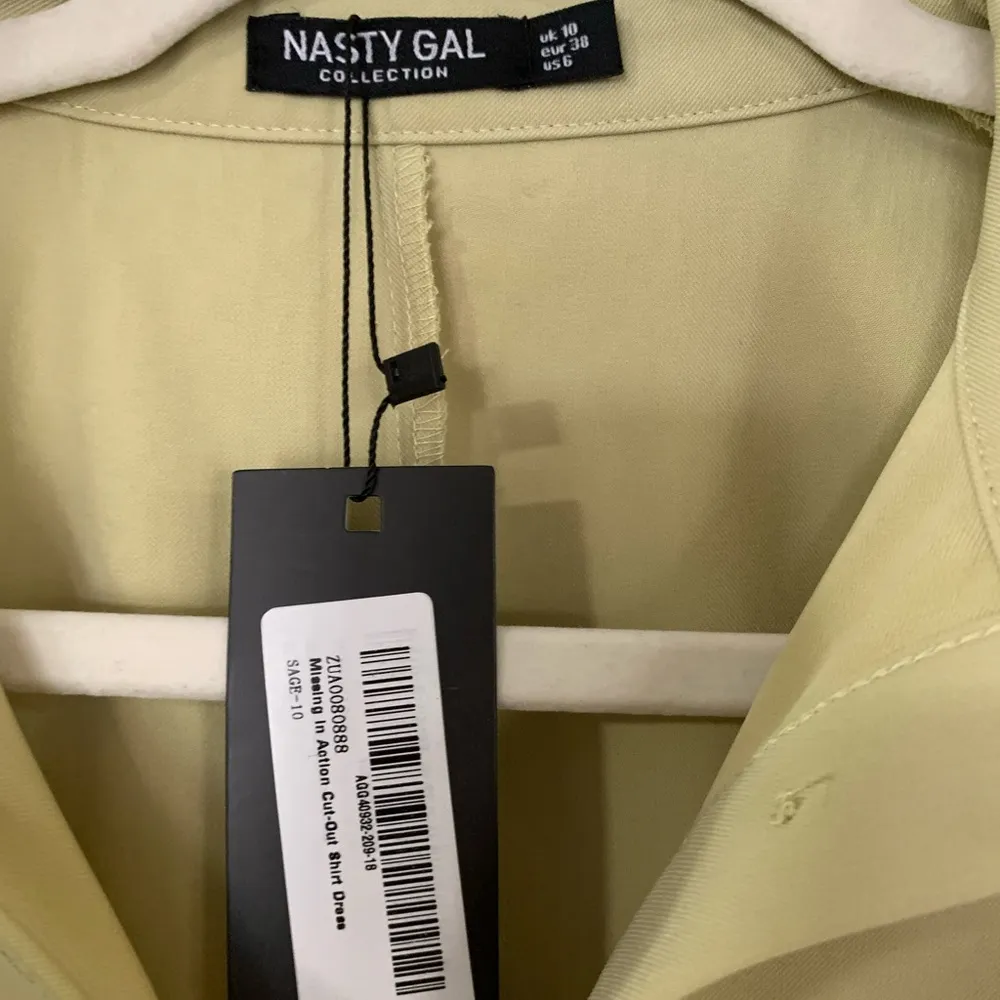 NASTY GAL
COLLECTION
uk 10
eur 38
us 6
ZUA0080888
Missing In Action Cut-Out Shirt Dress
SAGE-10
AGG40932-209-18